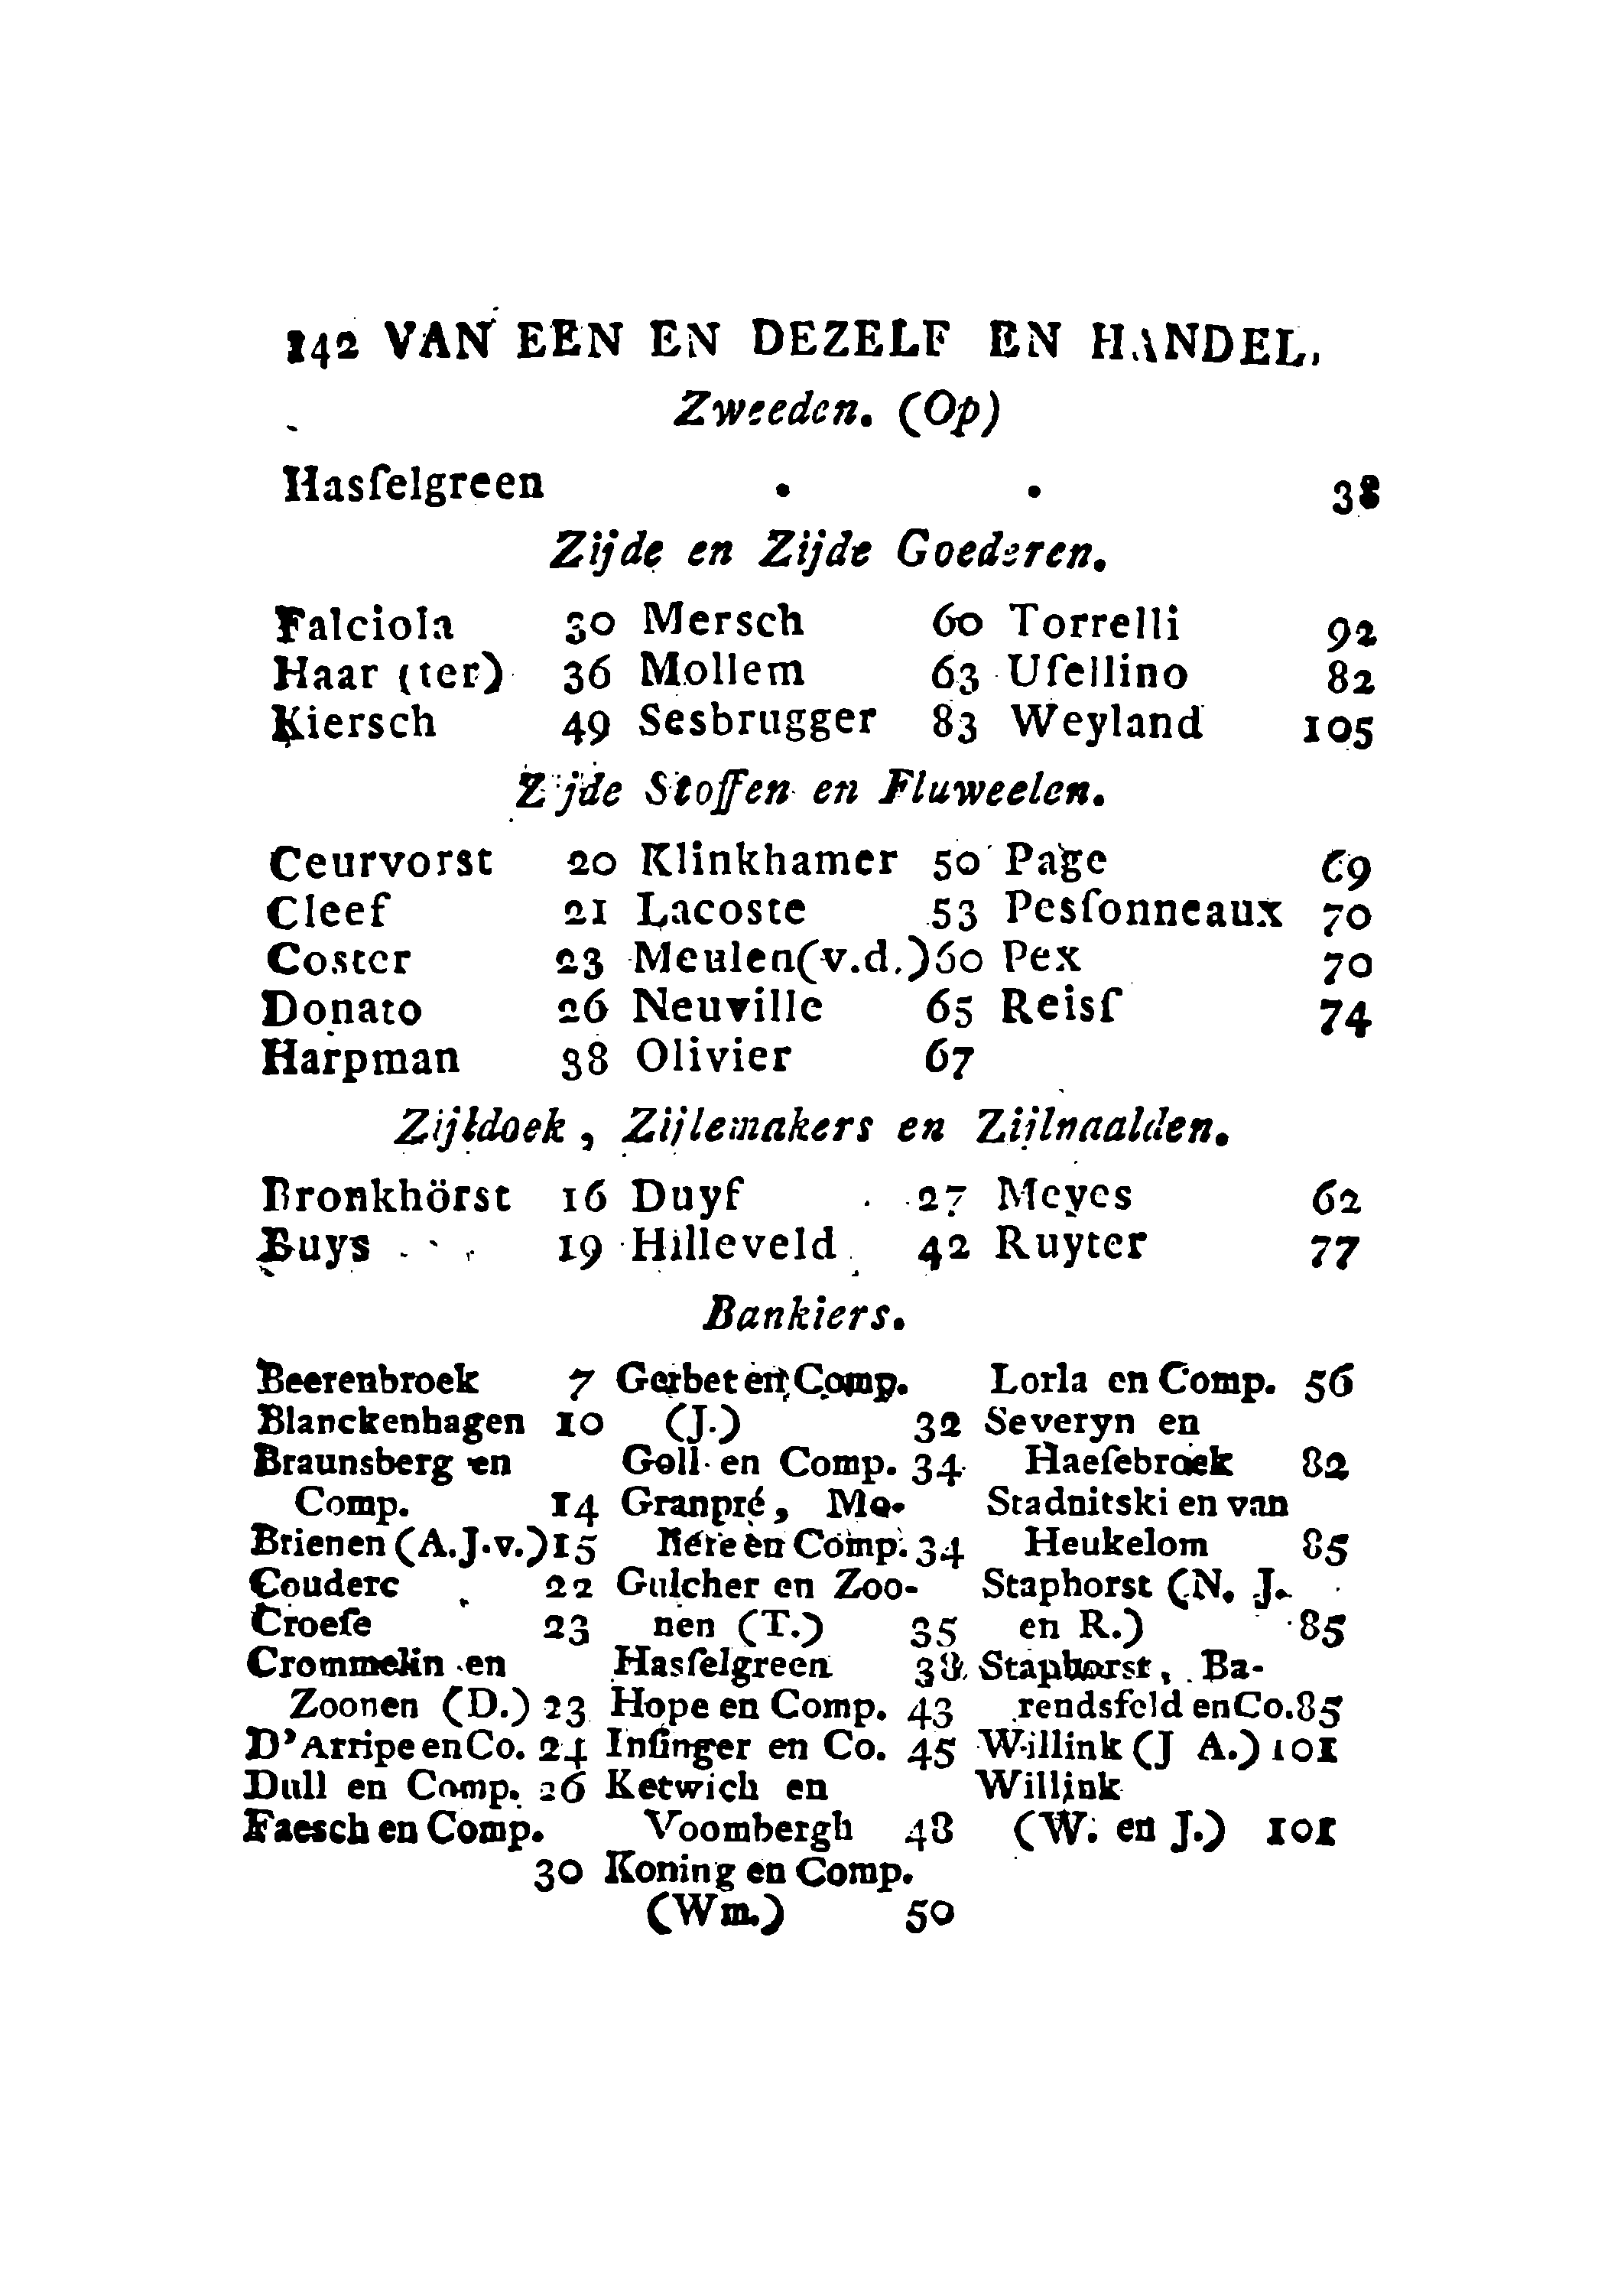 142 VAN EEN EN DEZELF EN HANDEL.
Zweeden. (Op)
Hasſelgreen . . 38
Zijde en Zijde Goederen.
Falciola 30 Mersch 60 Torrelli 92
Haar (ter) 36 Mollem 63 Uſellino 82
Kiersch 49 Sesbrugger 83 Weyland 105
Zijde Stoffen en Fluweelen.
Ceurvorst 20 Klinkhamer 50 Page 69
Cleef 21 Lacoste 53 Pesſonneaux 70
Coster 23 Meulen(v.d.)60 Pex 70
Donato 26 Neuville 65 Reisſ 74
Harpman 38 Olivier 67
Zijldoek, Zijlemakers en Zijlnaalden.
Bronkhörst 16 Duyf 27 Meyes 62
Buys 19 Hilleveld 42 Ruyter 77
Bankiers.
Beerenbroek 7
Blanckenhagen 10
Braunsberg en
Comp. 14
Brienen (A.J.v.) 15
Couderc 22
Croeſe 23
Crommelin en
Zoonen (D.) 23
D'Arripe en Co. 24
Dull en Comp. 26
Faesch en Comp.
30
Gerbet en Comp.
(J.) 32
Goll en Comp. 34
Granpré, Mo-
liére en Comp. 34
Gulcher en Zoo-
nen (T.) 35
Hasſelgreen 38
Hope en Comp. 43
Inſinger en Co. 45
Ketwich en
Voombergh 48
Koning en Comp.
(Wm.) 50
Lorla en Comp. 56
Severyn en
Haeſebroek 82
Stadnitski en van
Heukelom 85
Staphorst (N. J.
en R.) 85
Staphorst, Ba-
rendsfeld en Co. 85
Willink (J A.) 101
Willink
(W. en J.) 101